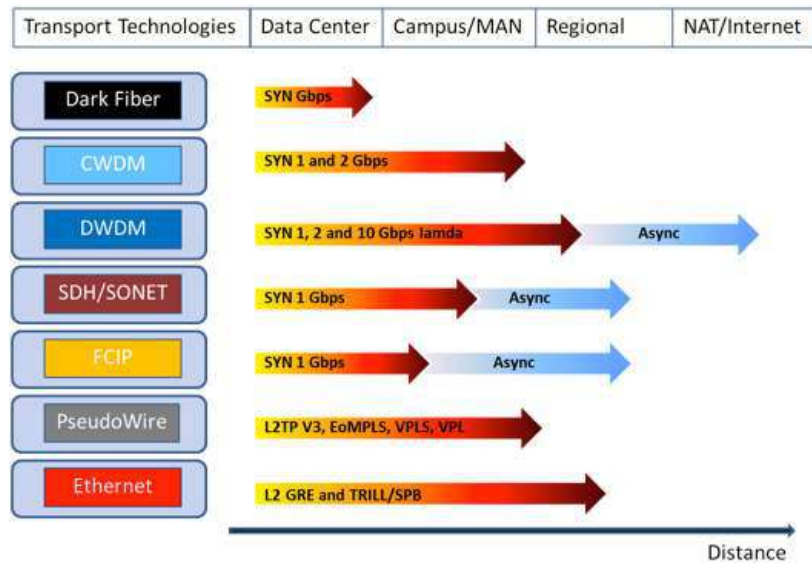 Transport Technologies Data Center Campus/MAN Regional NAT/Internet
Dark Fiber SYN Gbps
CWDM SYN 1 and 2 Gbps
DWDM SYN 1, 2 and 10 Gbps lamda Async
SDH/SONET SYN 1 Gbps Async
FCIP SYN 1 Gbps Async
PseudoWire L2TP V3, EoMPLS, VPLS, VPL
Ethernet L2 GRE and TRILL/SPB
Distance